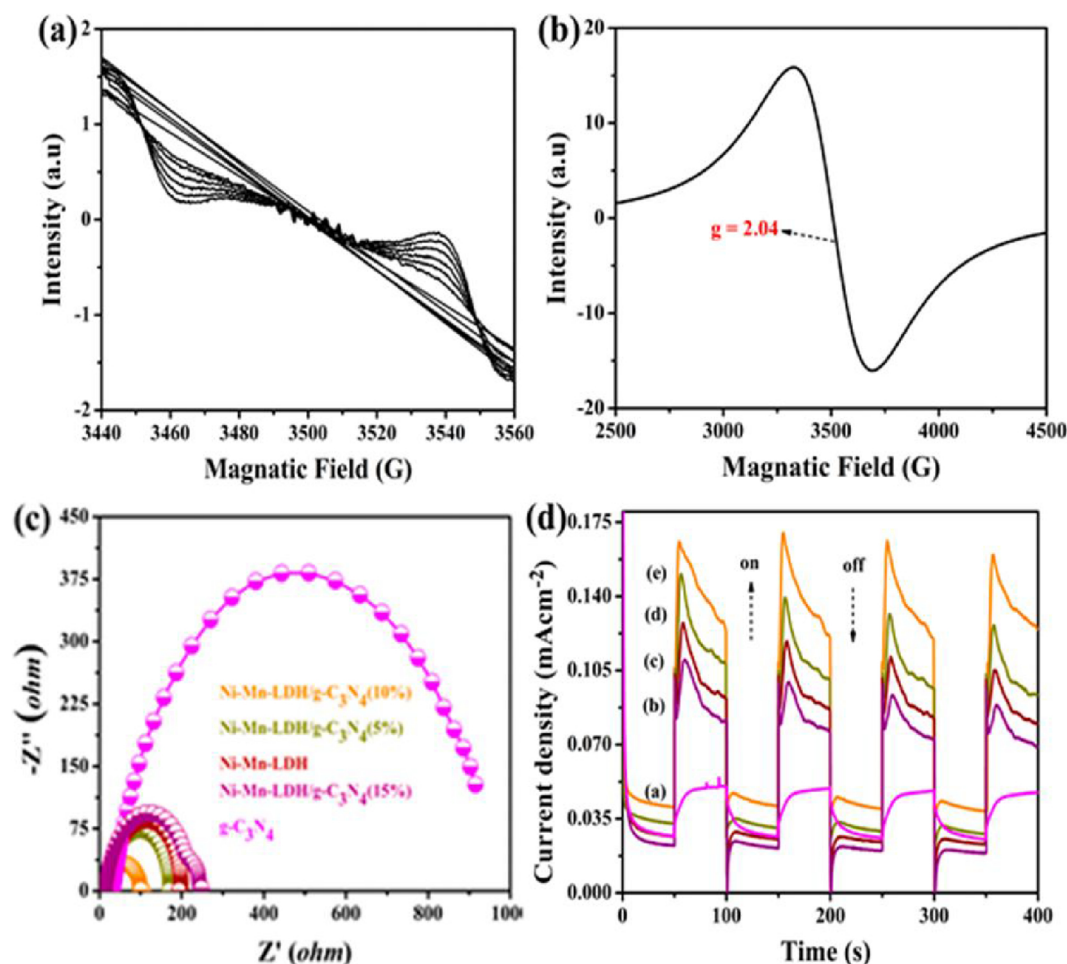 (a)
2
1
0
-1
-2
Intensity (a.u)
3440 3460 3480 3500 3520 3540 3560
Magnatic Field (G)
(b)
20
10
0
-10
-20
Intensity (a.u)
g = 2.04
2500 3000 3500 4000 4500
Magnatic Field (G)
(c)
450
375
300
225
150
75
0
-Z'' (ohm)
Ni-Mn-LDH/g-C₃N₄(10%)
Ni-Mn-LDH/g-C₃N₄(5%)
Ni-Mn-LDH
Ni-Mn-LDH/g-C₃N₄(15%)
g-C₃N₄
0 200 400 600 800 1000
Z' (ohm)
(d)
0.175
0.140
0.105
0.070
0.035
0.000
Current density (mAcm⁻²)
(e)
(d)
(c)
(b)
(a)
on
off
0 100 200 300 400
Time (s)